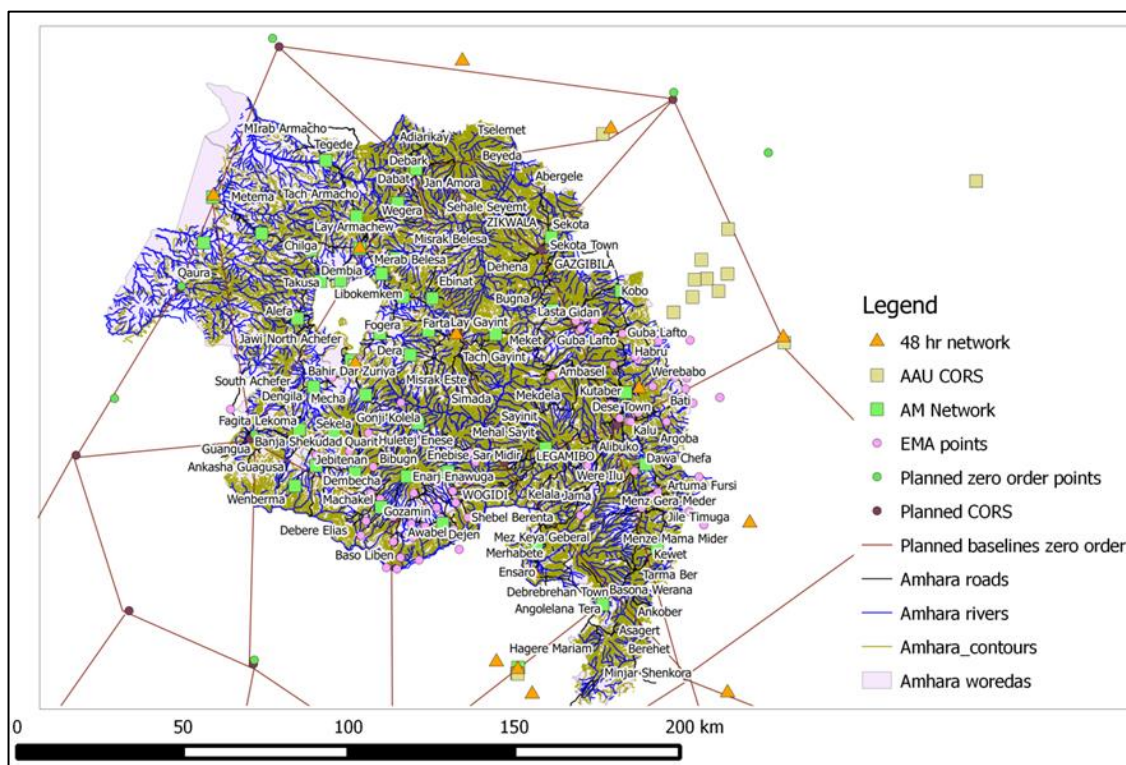 MIrab Armacho
Tegede
Adiarikay
Tselemet
Debark
Beyeda
Dabat
Jan Amora
Abergele
Metema
Tach Armacho
Wegera
Sehale Seyemt
ZIKWALA
Sekota
Lay Armachew
Misrak Belesa
Sekota Town
Chilga
Merab Belesa
Dehena
GAZGIBILA
Qaura
Takusa
Dembia
Ebinat
Libokemkem
Bugna
Kobo
Alefa
Lasta
Gidan
Fogera
Farta
Lay Gayint
Guba Lafto
Jawi
North Achefer
Meket
Guba Lafto
Dera
Tach Gayint
Habru
Bahir Dar Zuriya
Ambasel
Werebabo
South Achefer
Misrak Este
Dengila
Mecha
Simada
Mekdela
Kutaber
Dese Town
Bati
Fagita Lekoma
Sekela
Gonji Kolela
Sayinit
Kalu
Guangua
Banja Shekudad
Quarit
Huletej Enese
Mehal Sayit
Argoba
Ankasha Guagusa
Jebitenan
Bibugn
Enebise Sar Midir
LEGAMIBO
Alibuko
Dawa Chefa
Wenberma
Dembecha
Enarj Enawuga
Were Ilu
Artuma Fursi
Machakel
WOGIDI
Kelala
Jama
Menz Gera Meder
Debere Elias
Gozamin
Shebel Berenta
Jile Timuga
Awabel
Dejen
Mez Keya Geberal
Menze Mama Mider
Baso Liben
Merhabete
Kewet
Ensaro
Tarma Ber
Debrebrehan Town
Basona Werana
Angolelana Tera
Ankober
Asagert
Hagere Mariam
Berehet
Minjar Shenkora
Legend
48 hr network
AAU CORS
AM Network
EMA points
Planned zero order points
Planned CORS
Planned baselines zero order
Amhara roads
Amhara rivers
Amhara_contours
Amhara woredas
0 50 100 150 200 km